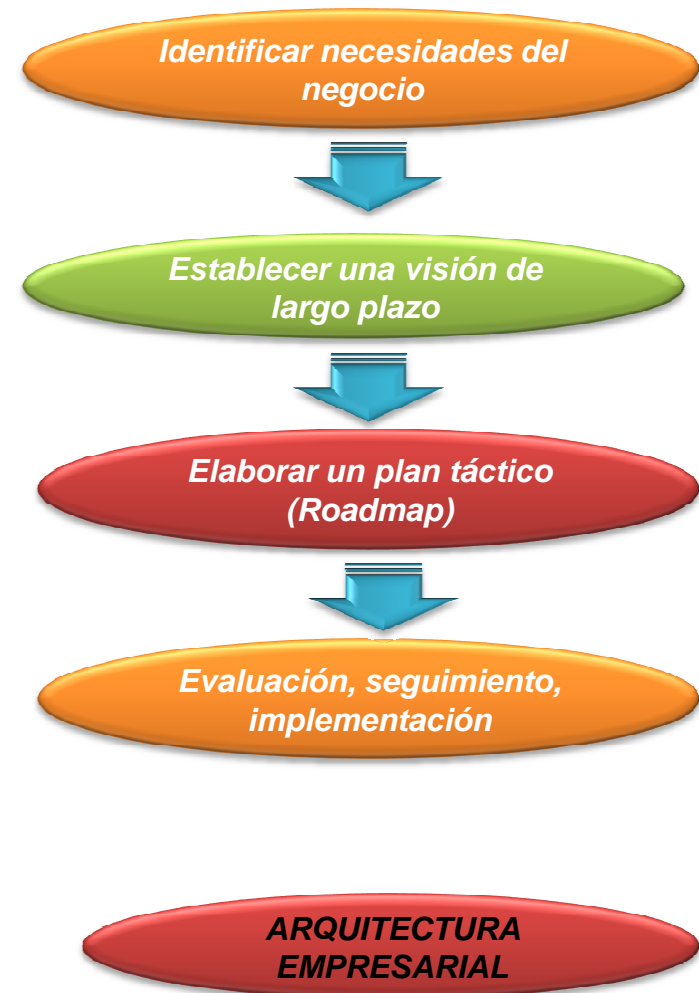 Identificar necesidades del
negocio
Establecer una visión de
largo plazo
Elaborar un plan táctico
(Roadmap)
Evaluación, seguimiento,
implementación
ARQUITECTURA
EMPRESARIAL